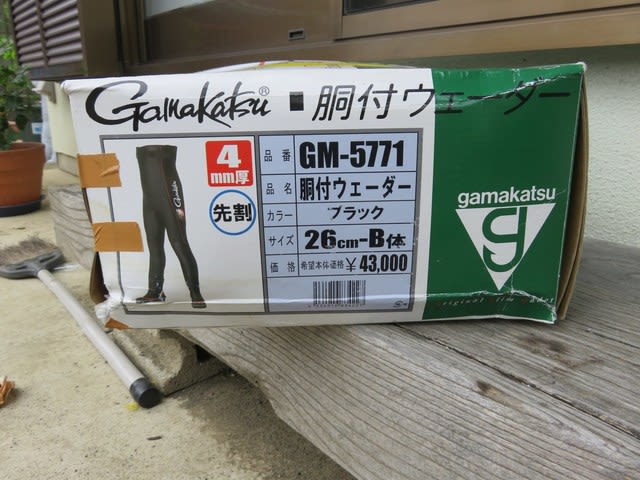 Gamakatsu® ■ 胴付ウェーダー
4
mm厚
先割
品番 GM-5771
品名 胴付ウェーダー
カラー ブラック
サイズ 26cm-B体
価格 希望本体価格¥43,000
gamakatsu
g